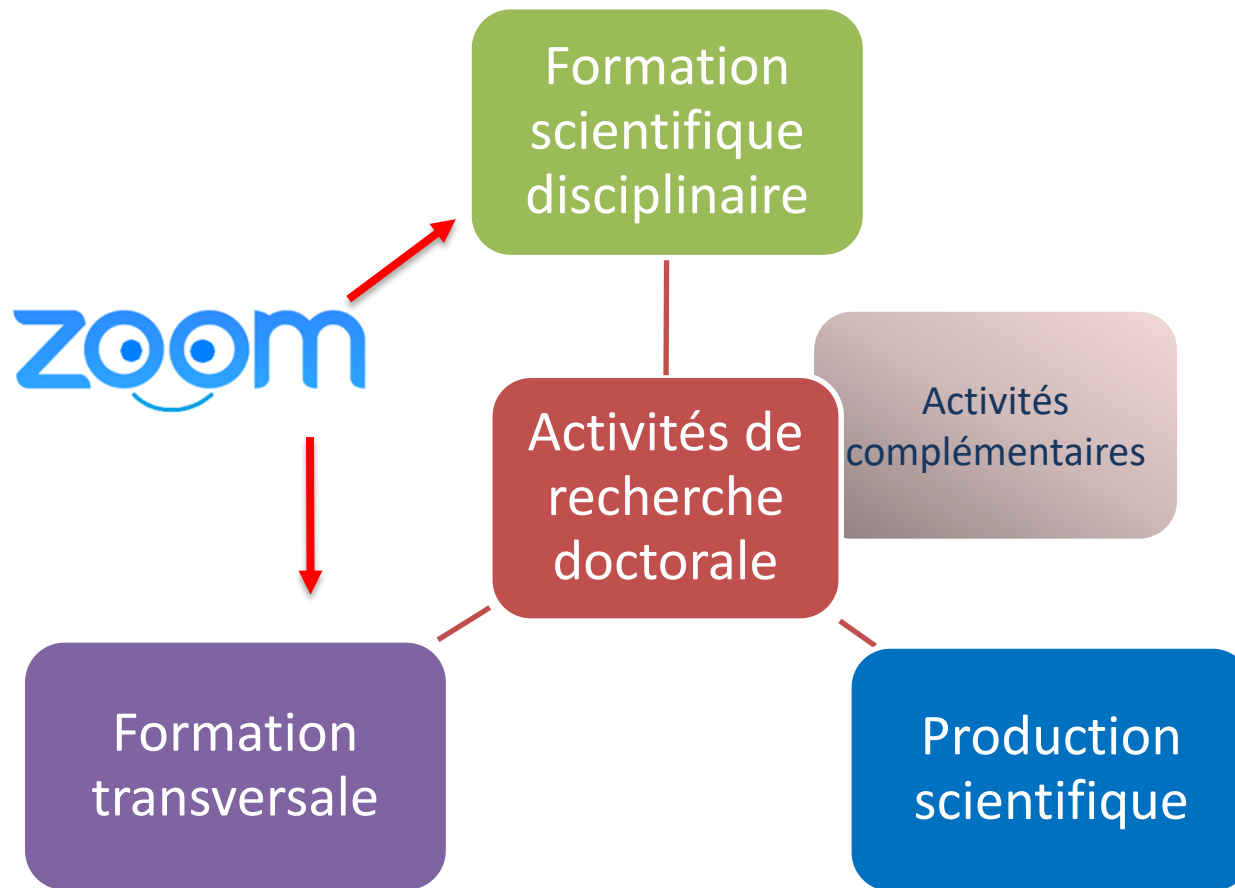 Formation
scientifique
disciplinaire
zoom
Activités de
recherche
doctorale
Activités
complémentaires
Formation
transversale
Production
scientifique